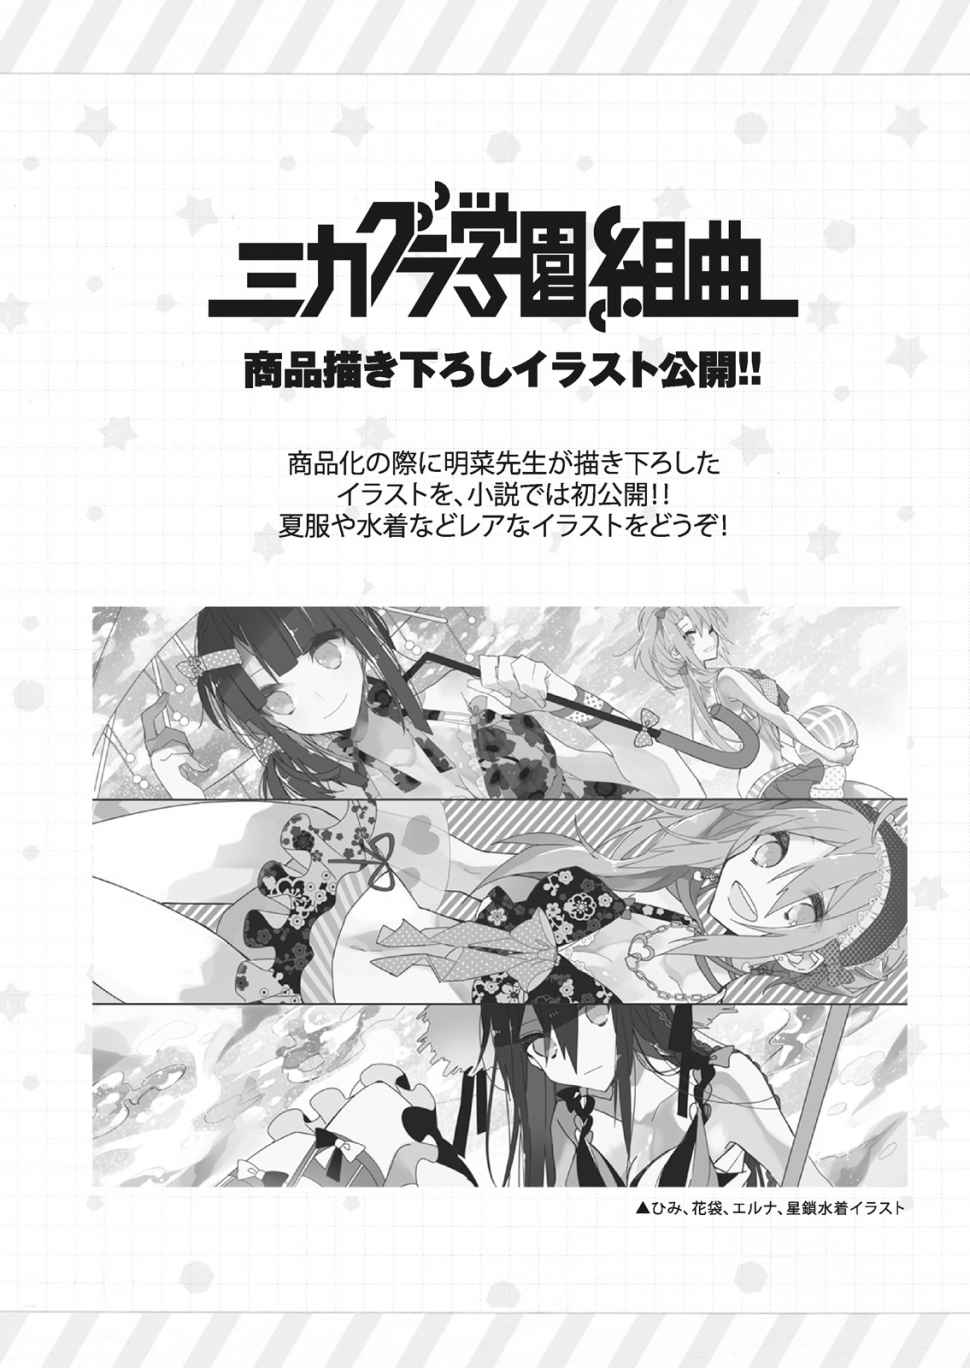 ミカグラ学園組曲
商品描き下ろしイラスト公開!!
商品化の際に明菜先生が描き下ろした
イラストを、小説では初公開!!
夏服や水着などレアなイラストをどうぞ!
▲ひみ、花袋、エルナ、星鎖水着イラスト